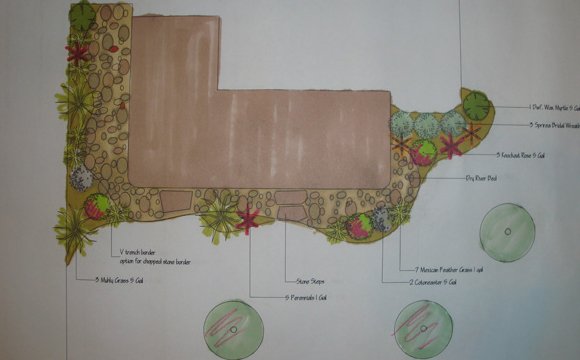 1 Dwf. Wax Myrtle 5 Gal
3 Spirea Bridal Wreath
3 Knockout Rose 5 Gal
Dry River Bed
V trench border
option for chopped stone border
3 Muhly Grass 5 Gal
Stone Steps
7 Mexican Feather Grass 1 gal
2 Cotoneaster 5 Gal
5 Perennials 1 Gal